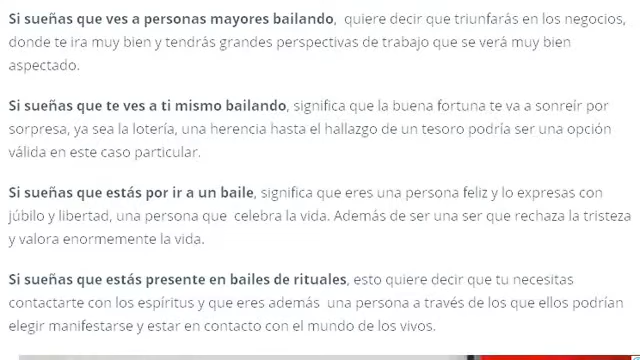 Si sueñas que ves a personas mayores bailando, quiere decir que triunfarás en los negocios,
donde te ira muy bien y tendrás grandes perspectivas de trabajo que se verá muy bien
aspectado.
Si sueñas que te ves a ti mismo bailando, significa que la buena fortuna te va a sonreír por
sorpresa, ya sea la lotería, una herencia hasta el hallazgo de un tesoro podría ser una opción
válida en este caso particular.
Si sueñas que estás por ir a un baile, significa que eres una persona feliz y lo expresas con
júbilo y libertad, una persona que celebra la vida. Además de ser una ser que rechaza la tristeza
y valora enormemente la vida.
Si sueñas que estás presente en bailes de rituales, esto quiere decir que tu necesitas
contactarte con los espíritus y que eres además una persona a través de los que ellos podrían
elegir manifestarse y estar en contacto con el mundo de los vivos.